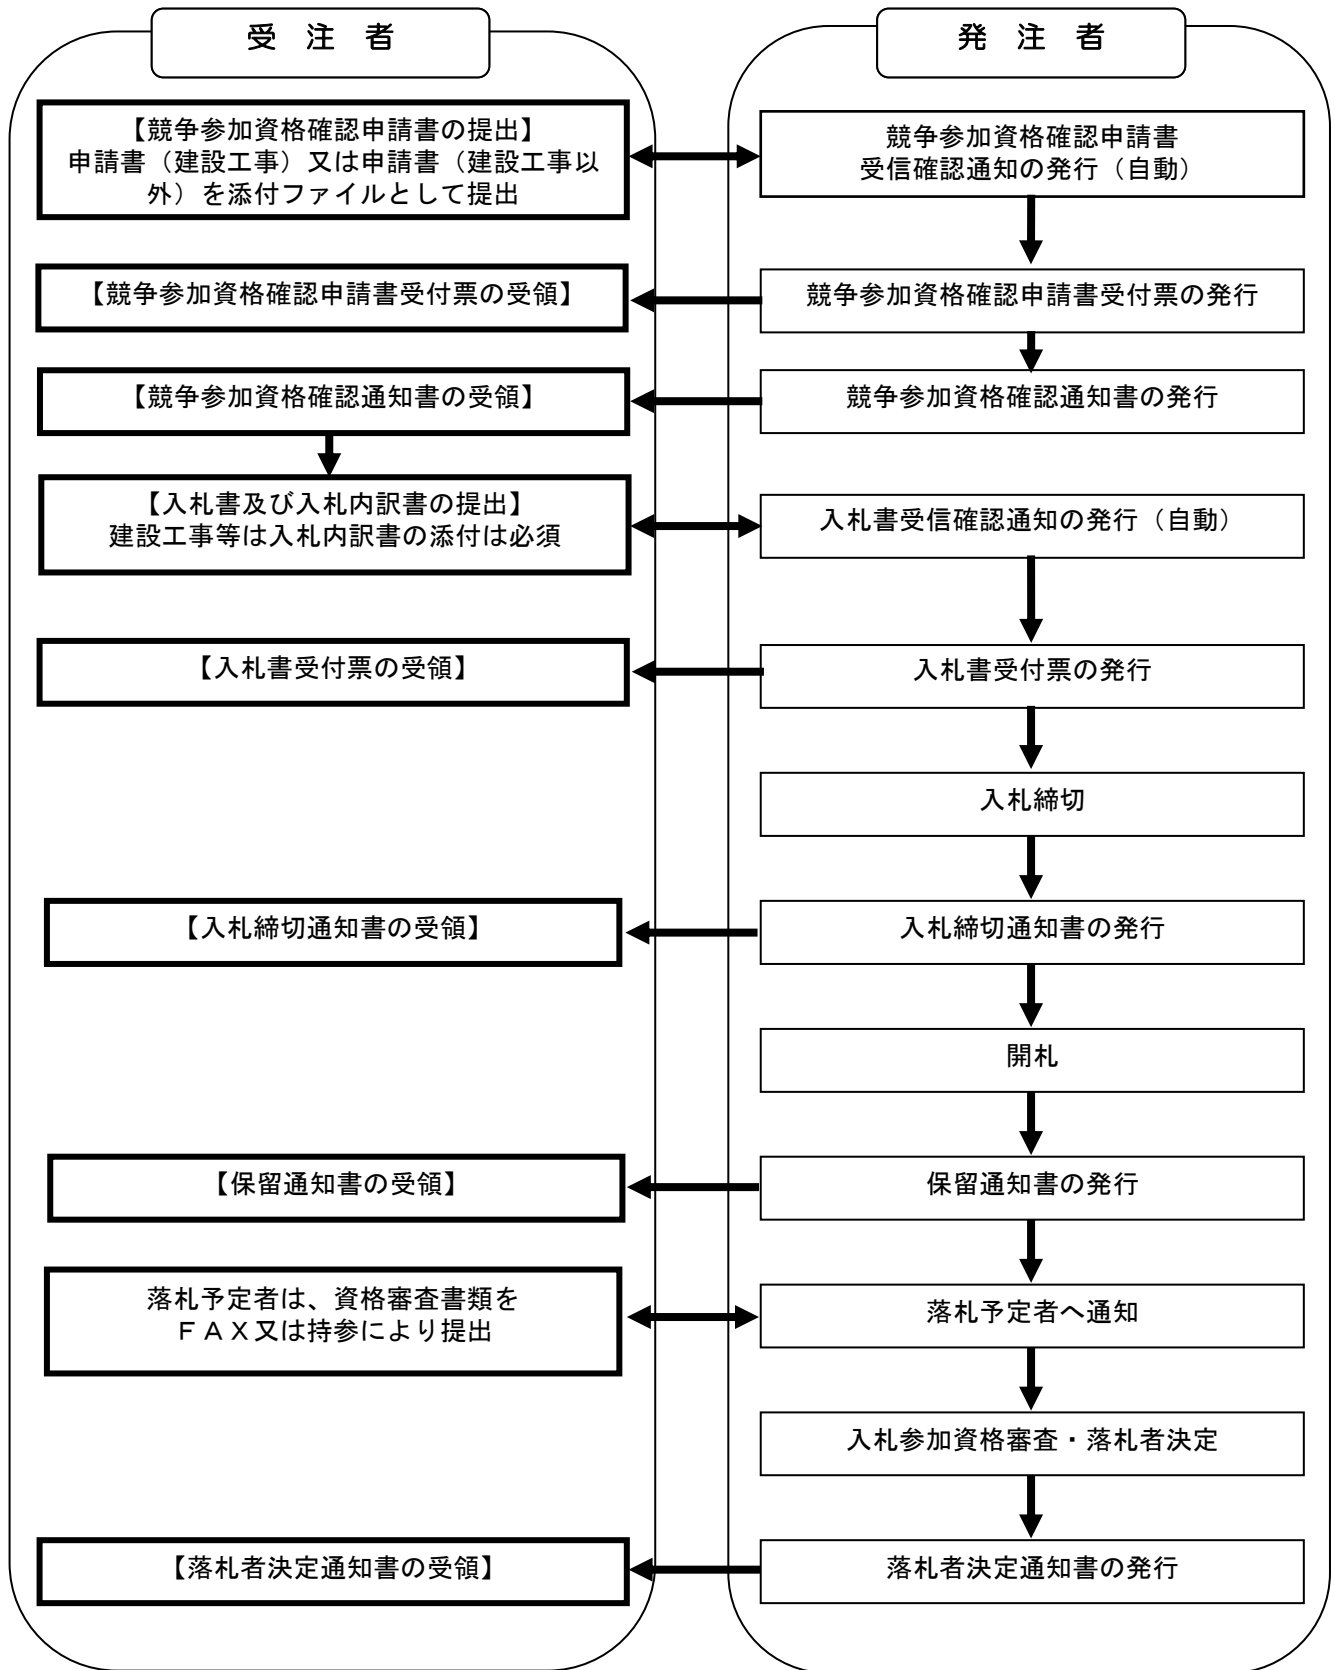 受 注 者
発 注 者
【競争参加資格確認申請書の提出】
申請書（建設工事）又は申請書（建設工事以
外）を添付ファイルとして提出
競争参加資格確認申請書
受信確認通知の発行（自動）
【競争参加資格確認申請書受付票の受領】
競争参加資格確認申請書受付票の発行
【競争参加資格確認通知書の受領】
競争参加資格確認通知書の発行
【入札書及び入札内訳書の提出】
建設工事等は入札内訳書の添付は必須
入札書受信確認通知の発行（自動）
【入札書受付票の受領】
入札書受付票の発行
入札締切
【入札締切通知書の受領】
入札締切通知書の発行
開札
【保留通知書の受領】
保留通知書の発行
落札予定者は、資格審査書類を
ＦＡＸ又は持参により提出
落札予定者へ通知
入札参加資格審査・落札者決定
【落札者決定通知書の受領】
落札者決定通知書の発行